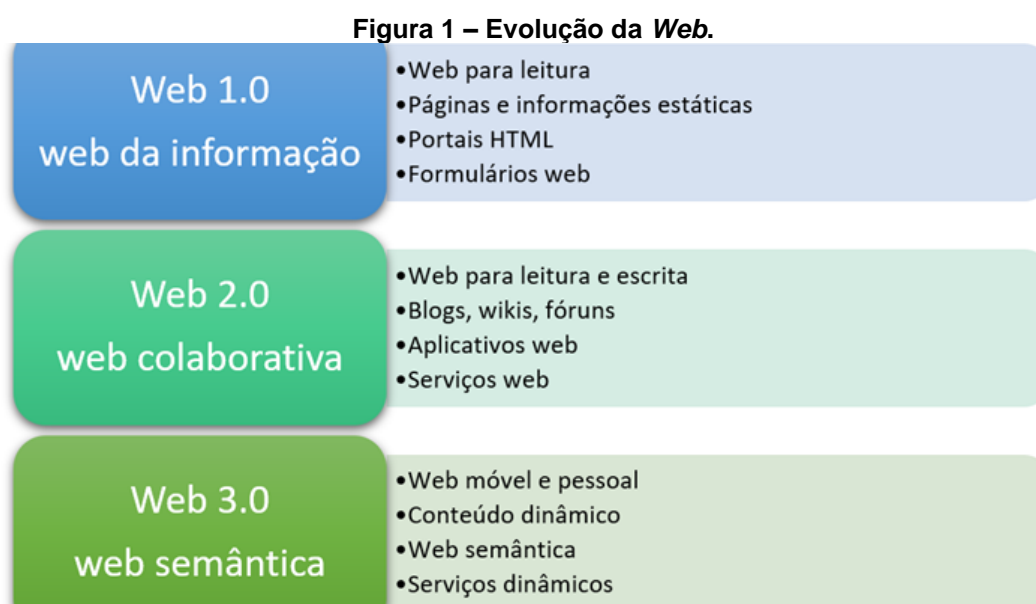 Figura 1 – Evolução da Web.
Web 1.0
web da informação
•Web para leitura
•Páginas e informações estáticas
•Portais HTML
•Formulários web
Web 2.0
web colaborativa
•Web para leitura e escrita
•Blogs, wikis, fóruns
•Aplicativos web
•Serviços web
Web 3.0
web semântica
•Web móvel e pessoal
•Conteúdo dinâmico
•Web semântica
•Serviços dinâmicos